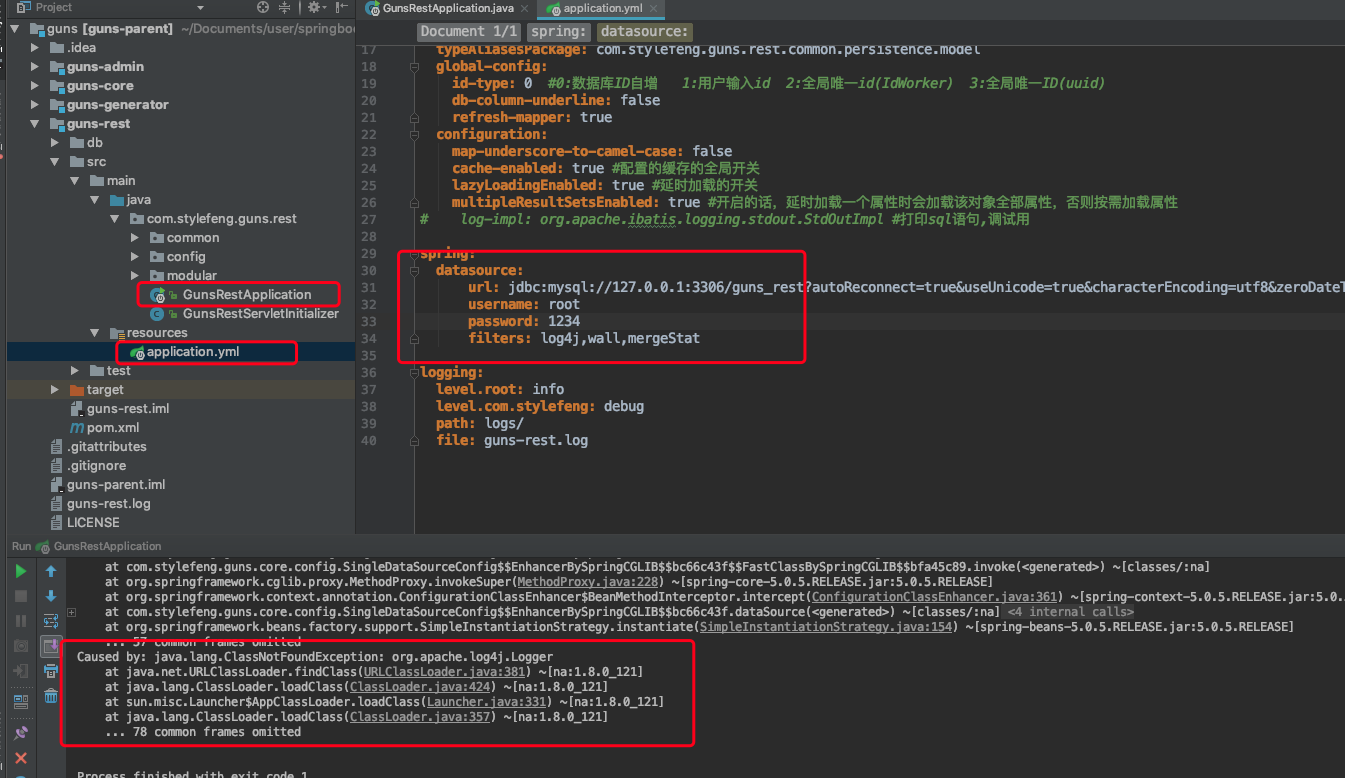 Project
GunsRestApplication.java
application.yml
guns [guns-parent] ~/Documents/user/springboo
.idea
guns-admin
guns-core
guns-generator
guns-rest
db
src
main
java
com.stylefeng.guns.rest
common
config
modular
GunsRestApplication
GunsRestServletInitializer
resources
application.yml
test
target
guns-rest.iml
pom.xml
.gitattributes
.gitignore
guns-parent.iml
guns-rest.log
LICENSE
Document 1/1 spring: datasource:
17 typeAliasesPackage: com.stylefeng.guns.rest.common.persistence.model
18 global-config:
19 id-type: 0 #0:数据库ID自增 1:用户输入id 2:全局唯一id(IdWorker) 3:全局唯一ID(uuid)
20 db-column-underline: false
21 refresh-mapper: true
22 configuration:
23 map-underscore-to-camel-case: false
24 cache-enabled: true #配置的缓存的全局开关
25 lazyLoadingEnabled: true #延时加载的开关
26 multipleResultSetsEnabled: true #开启的话，延时加载一个属性时会加载该对象全部属性，否则按需加载属性
27 # log-impl: org.apache.ibatis.logging.stdout.StdOutImpl #打印sql语句,调试用
28
29 spring:
30 datasource:
31 url: jdbc:mysql://127.0.0.1:3306/guns_rest?autoReconnect=true&useUnicode=true&characterEncoding=utf8&zeroDateT
32 username: root
33 password: 1234
34 filters: log4j,wall,mergeStat
35
36 logging:
37 level.root: info
38 level.com.stylefeng: debug
39 path: logs/
40 file: guns-rest.log
Run GunsRestApplication
at com.stylefeng.guns.core.config.SingleDataSourceConfig$$EnhancerBySpringCGLIB$$bc66c43f$$FastClassBySpringCGLIB$$bfa45c89.invoke(<generated>) ~[classes/:na]
at org.springframework.cglib.proxy.MethodProxy.invokeSuper(MethodProxy.java:228) ~[spring-core-5.0.5.RELEASE.jar:5.0.5.RELEASE]
at org.springframework.context.annotation.ConfigurationClassEnhancer$BeanMethodInterceptor.intercept(ConfigurationClassEnhancer.java:361) ~[spring-context-5.0.5.RELEASE.jar:5.0.
at com.stylefeng.guns.core.config.SingleDataSourceConfig$$EnhancerBySpringCGLIB$$bc66c43f.dataSource(<generated>) ~[classes/:na] <4 internal calls>
at org.springframework.beans.factory.support.SimpleInstantiationStrategy.instantiate(SimpleInstantiationStrategy.java:154) ~[spring-beans-5.0.5.RELEASE.jar:5.0.5.RELEASE]
... 57 common frames omitted
Caused by: java.lang.ClassNotFoundException: org.apache.log4j.Logger
at java.net.URLClassLoader.findClass(URLClassLoader.java:381) ~[na:1.8.0_121]
at java.lang.ClassLoader.loadClass(ClassLoader.java:424) ~[na:1.8.0_121]
at sun.misc.Launcher$AppClassLoader.loadClass(Launcher.java:331) ~[na:1.8.0_121]
at java.lang.ClassLoader.loadClass(ClassLoader.java:357) ~[na:1.8.0_121]
... 78 common frames omitted
Process finished with exit code 1